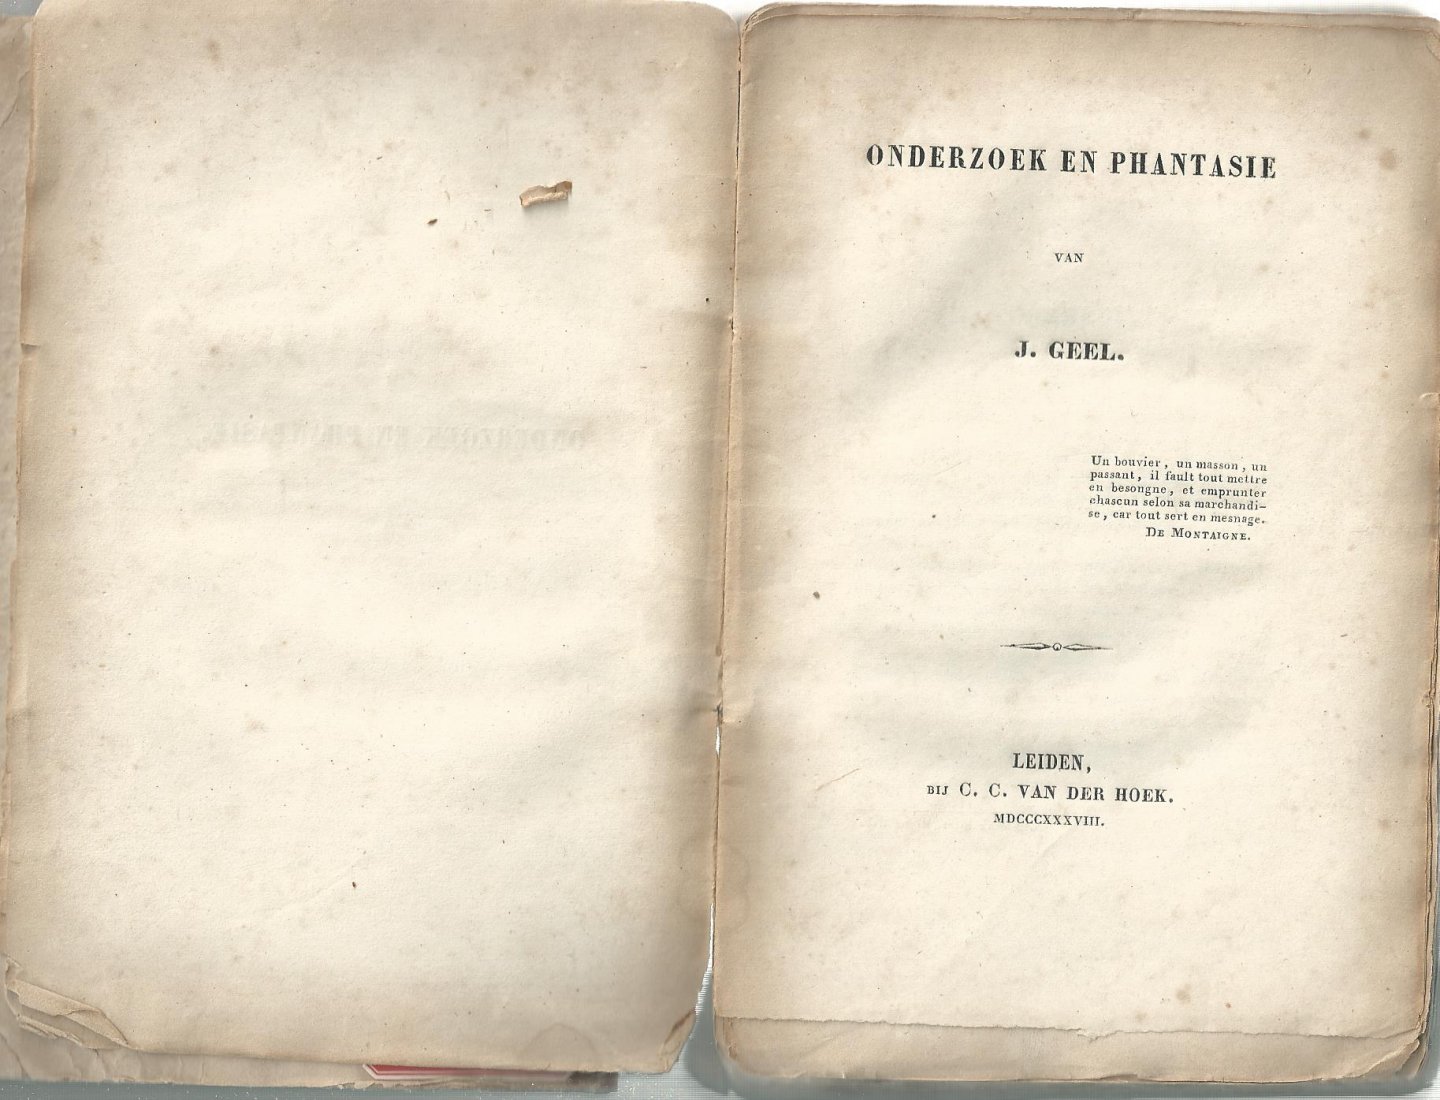 ONDERZOEK EN PHANTASIE
VAN
J. GEEL.
Un bouvier, un masson, un
passant, il fault tout mettre
en besongne, et emprunter
chascun selon sa marchandi-
se, car tout sert en mesnage.
DE MONTAIGNE.
LEIDEN,
BIJ C. C. VAN DER HOEK.
MDCCCXXXVIII.